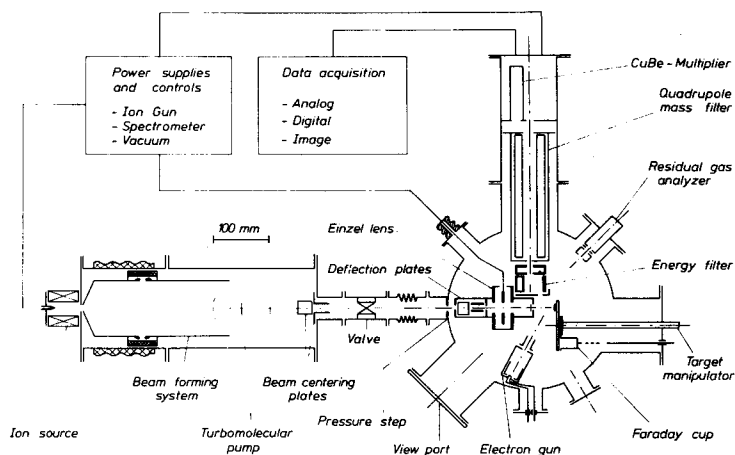 Power supplies
and controls
- Ion Gun
- Spectrometer
- Vacuum
Data acquisition
- Analog
- Digital
- Image
CuBe-Multiplier
Quadrupole
mass filter
Residual gas
analyzer
100 mm
Einzel lens
Deflection plates
Energy filter
Valve
Beam forming
system
Beam centering
plates
Target
manipulator
Ion source
Turbomolecular
pump
Pressure step
View port
Electron gun
Faraday cup